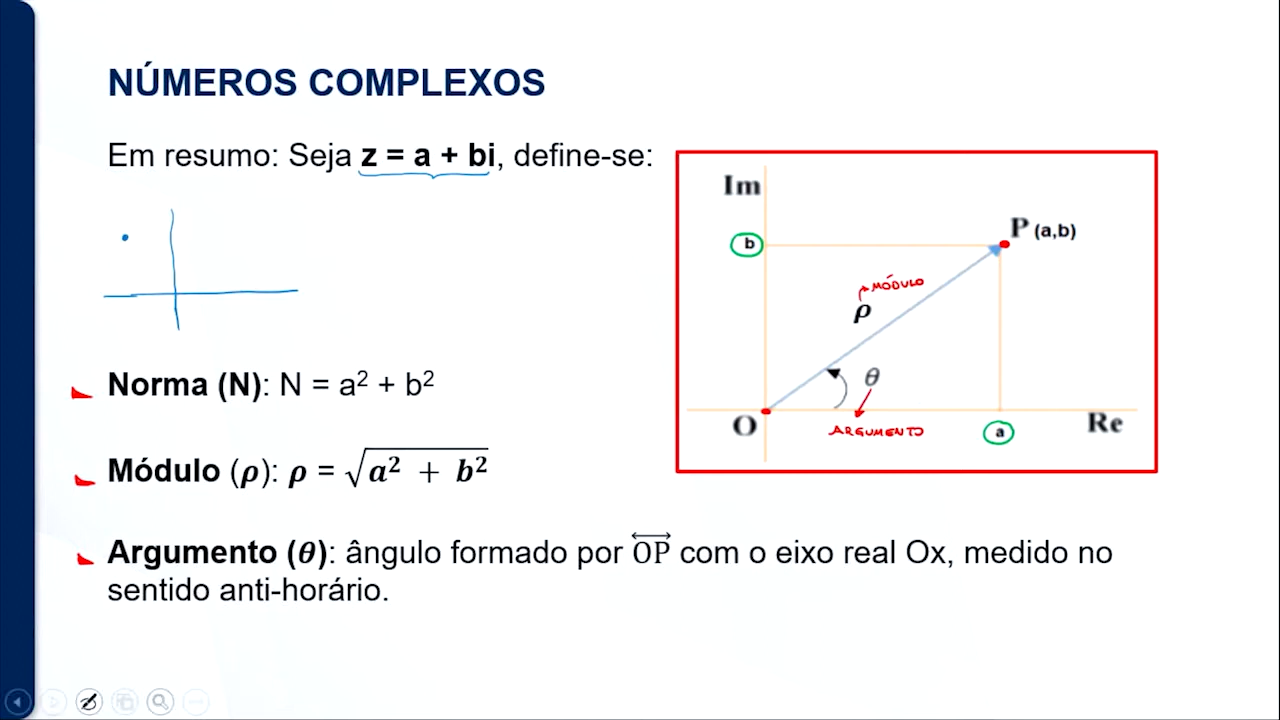 NÚMEROS COMPLEXOS
Em resumo: Seja z = a + bi, define-se:
Im
b
P (a,b)
MÓDULO
ρ
θ
O
ARGUMENTO
a
Re
Norma (N): N = a² + b²
Módulo (ρ): ρ = √(a² + b²)
Argumento (θ): ângulo formado por OP com o eixo real Ox, medido no
sentido anti-horário.